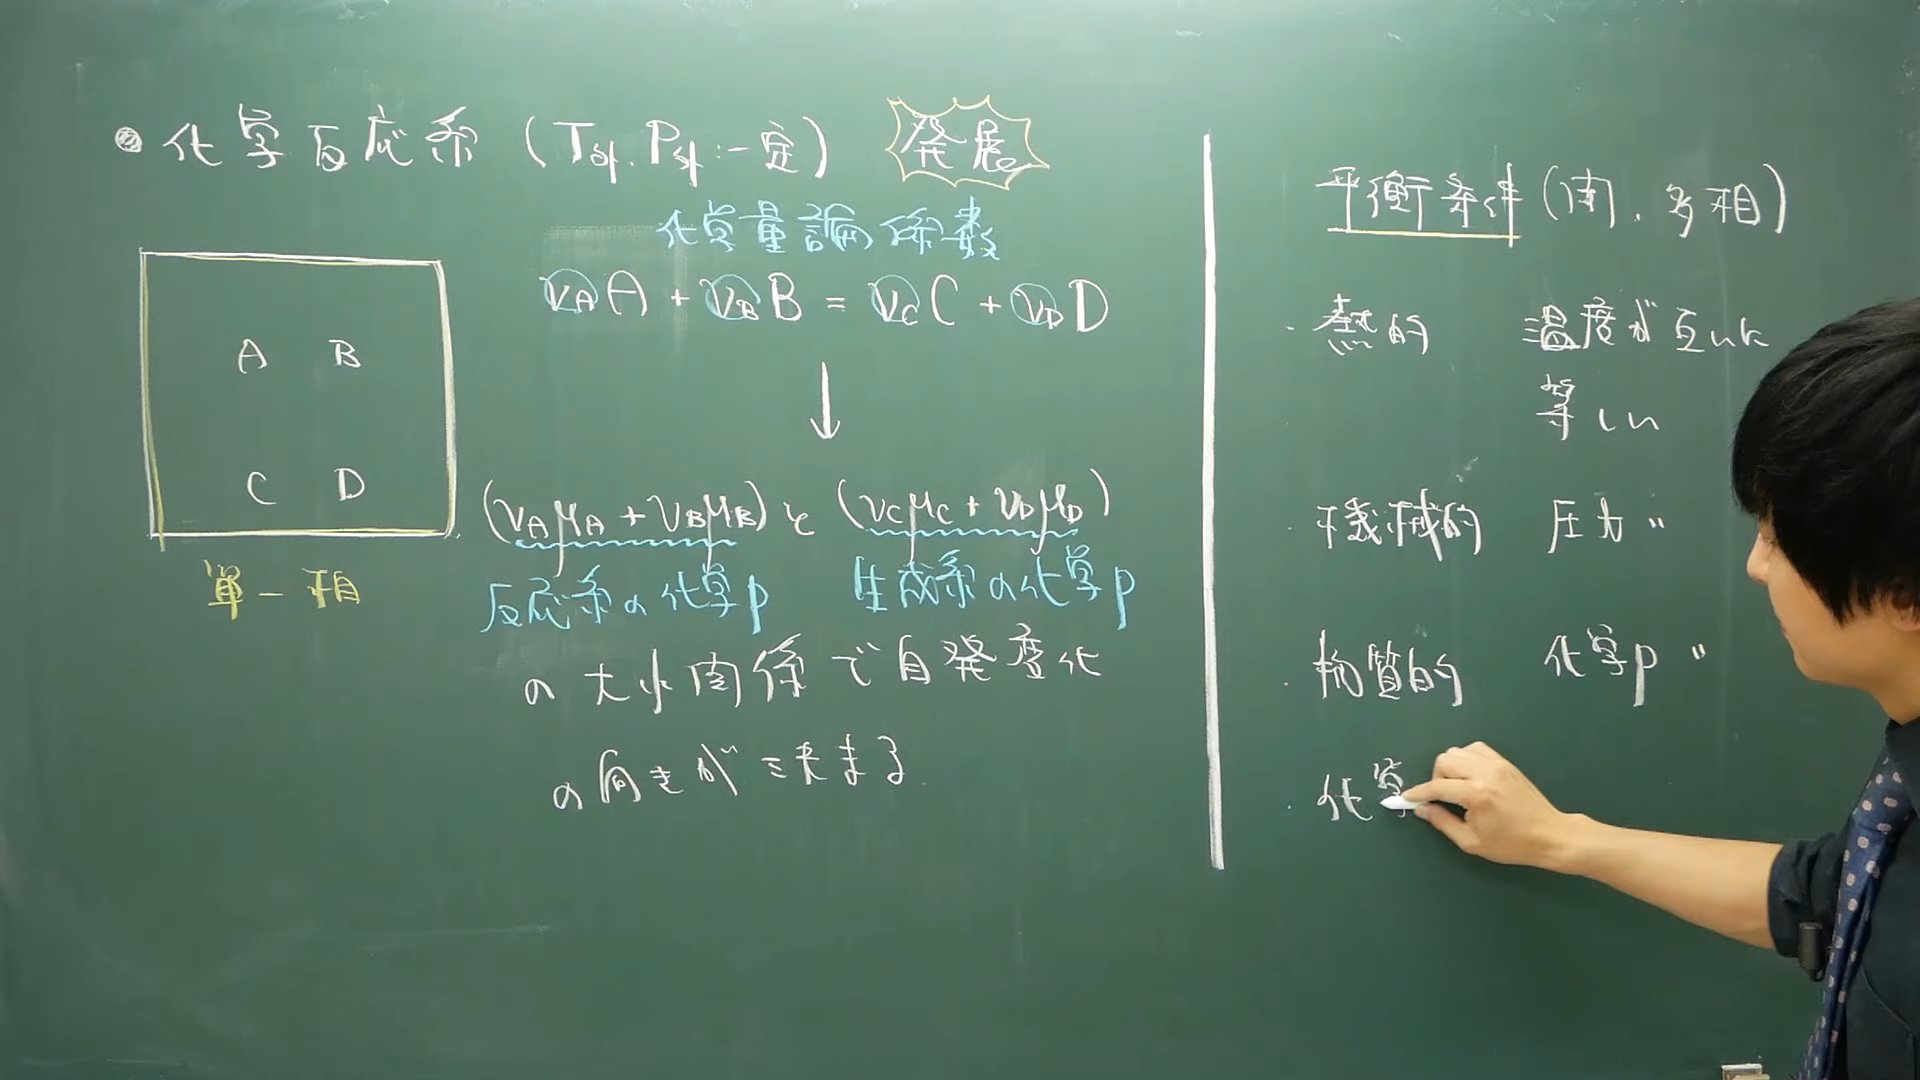 ● 化学反応系 (T外, P外:一定) 発展
化学量論係数
νA A + νB B = νC C + νD D
A B
C D
単一相
↓
(νAμA + νBμB) と (νCμC + νDμD)
反応系の化学p 生成系の化学p
の大小関係で自発変化
の向きが決まる
平衡条件 (閉, 多相)
・熱的 温度が互いに
等しい
・機械的 圧力 〃
・物質的 化学p 〃
・化学